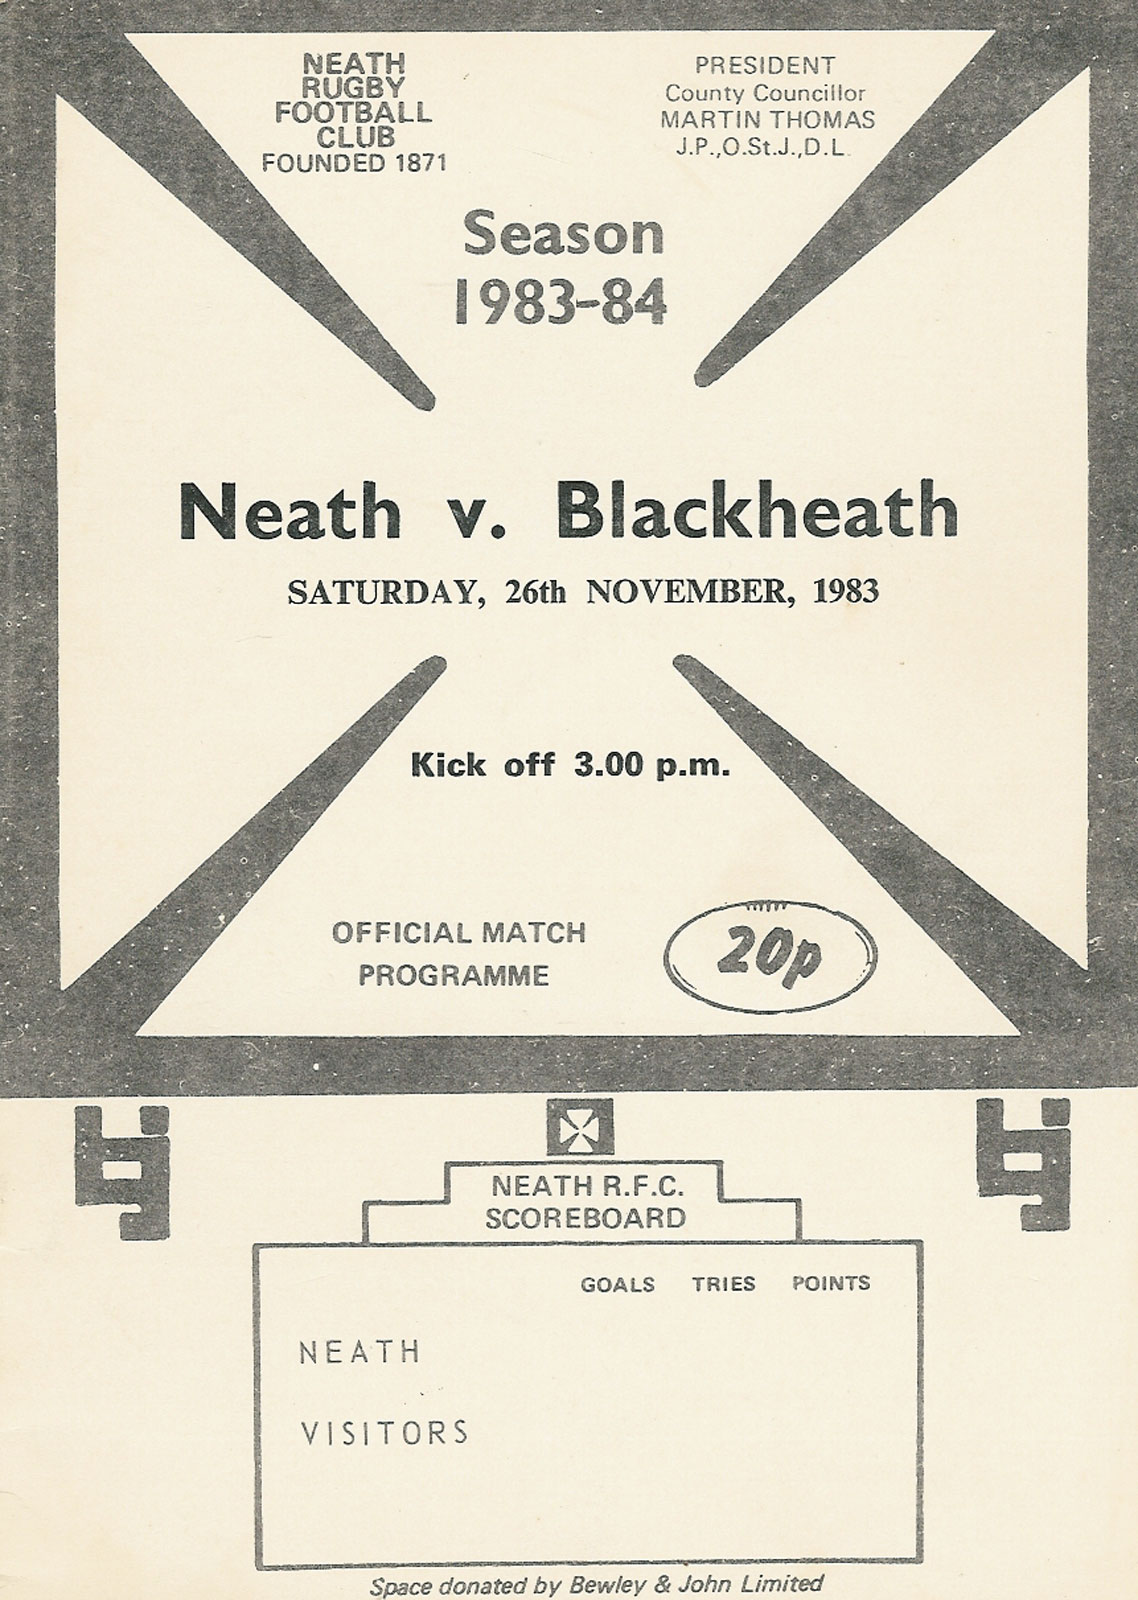 NEATH
RUGBY
FOOTBALL
CLUB
FOUNDED 1871
PRESIDENT
County Councillor
MARTIN THOMAS
J.P.,O.St.J.,D.L.
Season
1983-84
Neath v. Blackheath
SATURDAY, 26th NOVEMBER, 1983
Kick off 3.00 p.m.
OFFICIAL MATCH
PROGRAMME
20p
NEATH R.F.C.
SCOREBOARD
GOALS TRIES POINTS
NEATH
VISITORS
Space donated by Bewley & John Limited